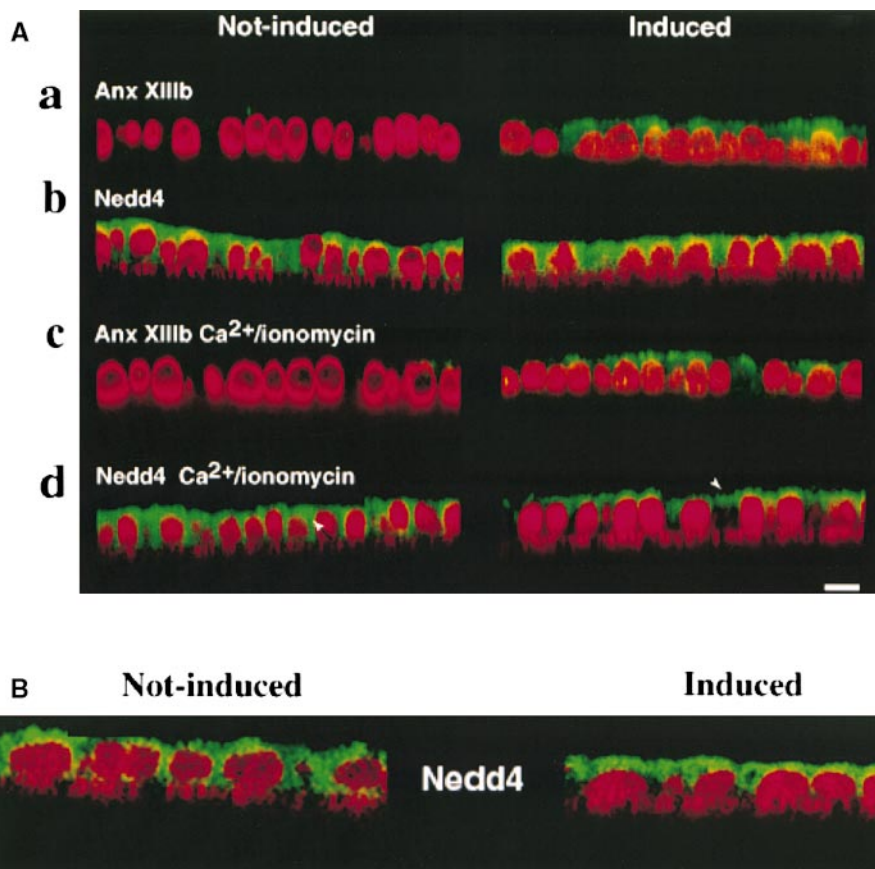 A
Not-induced Induced
a
Anx XIIIb
b
Nedd4
c
Anx XIIIb Ca2+/ionomycin
d
Nedd4 Ca2+/ionomycin
B
Not-induced Induced
Nedd4